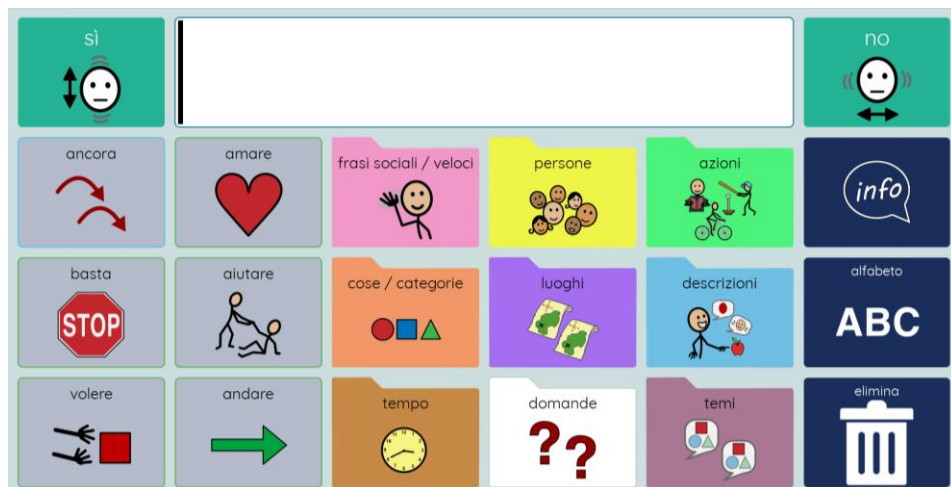 sì
no
ancora
amare
frasi sociali / veloci
persone
azioni
info
basta
STOP
aiutare
cose / categorie
luoghi
descrizioni
alfabeto
ABC
volere
andare
tempo
domande
??
temi
elimina